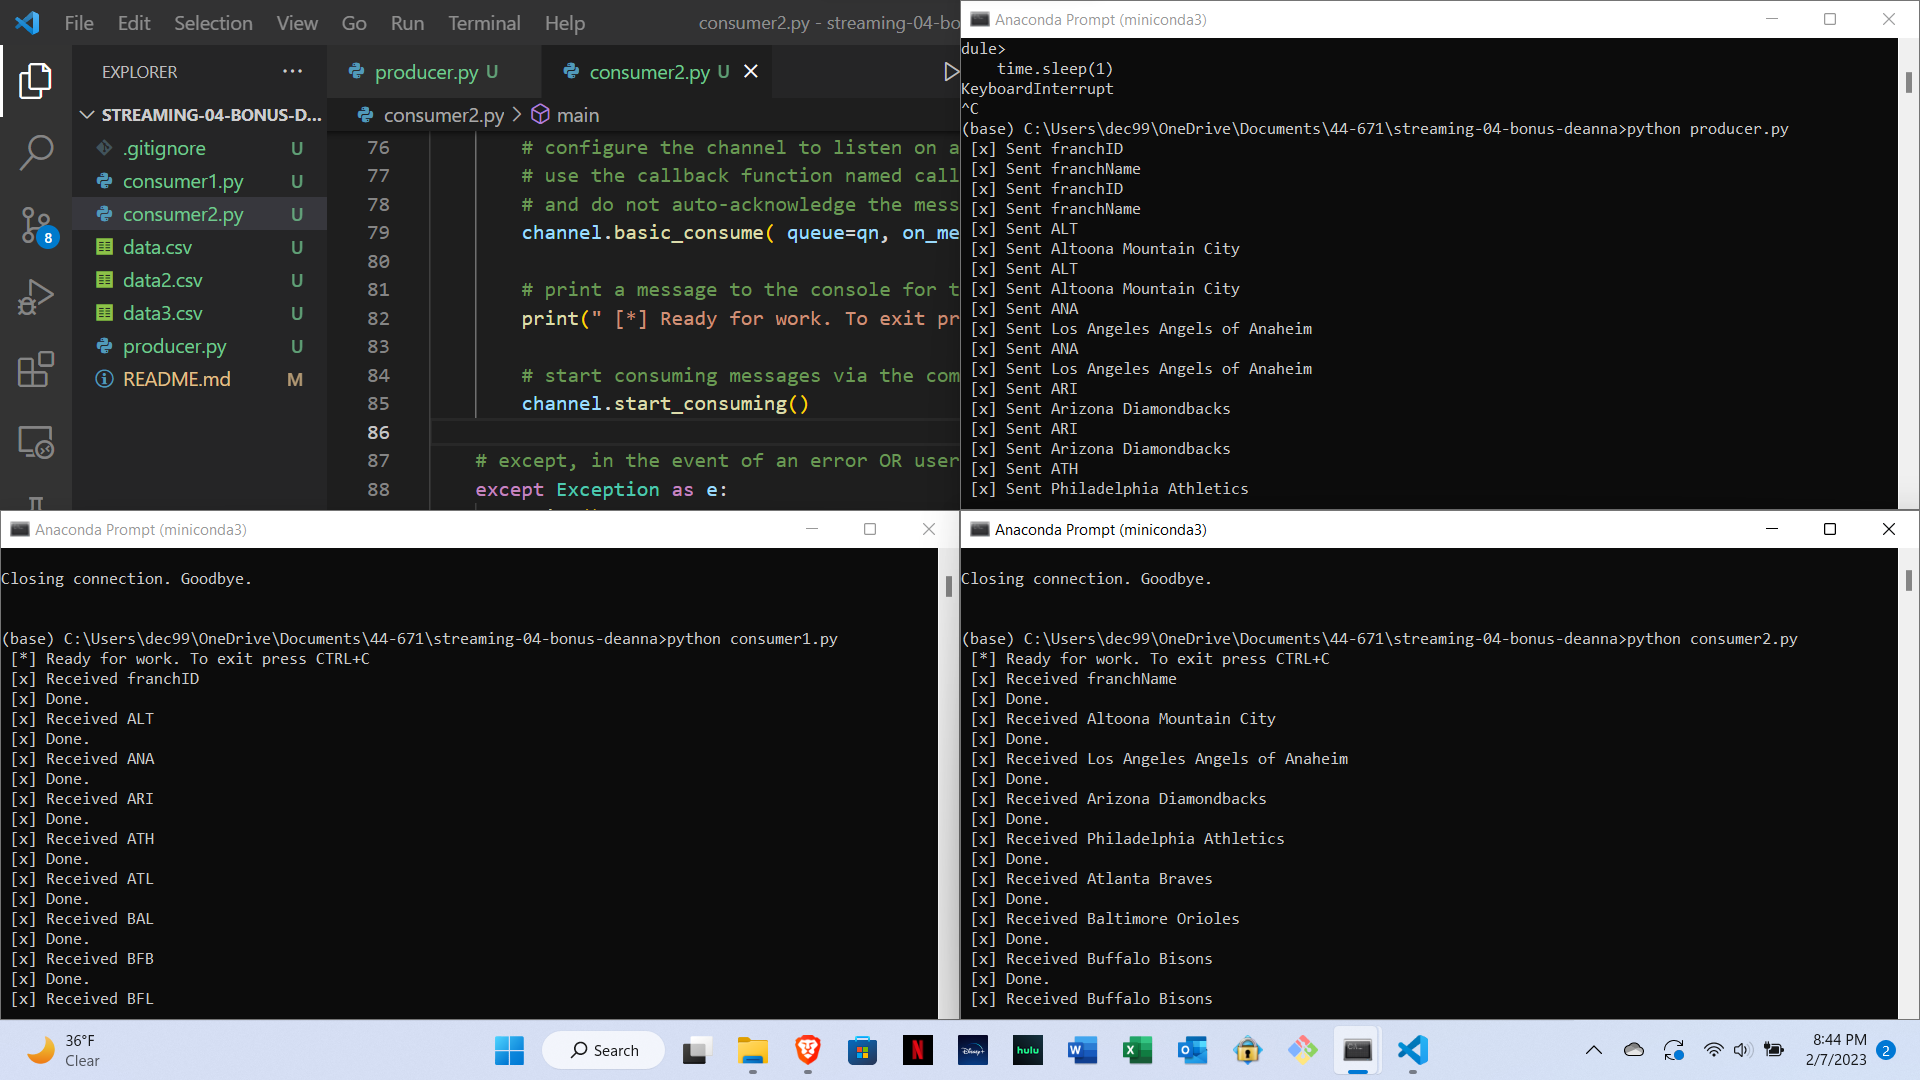 File Edit Selection View Go Run Terminal Help consumer2.py - streaming-04-bo
EXPLORER
STREAMING-04-BONUS-D...
.gitignore U
consumer1.py U
consumer2.py U
data.csv U
data2.csv U
data3.csv U
producer.py U
README.md M
8
producer.py U consumer2.py U
consumer2.py > main
76 # configure the channel to listen on a
77 # use the callback function named call
78 # and do not auto-acknowledge the mess
79 channel.basic_consume( queue=qn, on_me
80
81 # print a message to the console for t
82 print(" [*] Ready for work. To exit pr
83
84 # start consuming messages via the com
85 channel.start_consuming()
86
87 # except, in the event of an error OR user
88 except Exception as e:
Anaconda Prompt (miniconda3)
dule>
time.sleep(1)
KeyboardInterrupt
^C
(base) C:\Users\dec99\OneDrive\Documents\44-671\streaming-04-bonus-deanna>python producer.py
[x] Sent franchID
[x] Sent franchName
[x] Sent franchID
[x] Sent franchName
[x] Sent ALT
[x] Sent Altoona Mountain City
[x] Sent ALT
[x] Sent Altoona Mountain City
[x] Sent ANA
[x] Sent Los Angeles Angels of Anaheim
[x] Sent ANA
[x] Sent Los Angeles Angels of Anaheim
[x] Sent ARI
[x] Sent Arizona Diamondbacks
[x] Sent ARI
[x] Sent Arizona Diamondbacks
[x] Sent ATH
[x] Sent Philadelphia Athletics
Anaconda Prompt (miniconda3)
Closing connection. Goodbye.
(base) C:\Users\dec99\OneDrive\Documents\44-671\streaming-04-bonus-deanna>python consumer1.py
[*] Ready for work. To exit press CTRL+C
[x] Received franchID
[x] Done.
[x] Received ALT
[x] Done.
[x] Received ANA
[x] Done.
[x] Received ARI
[x] Done.
[x] Received ATH
[x] Done.
[x] Received ATL
[x] Done.
[x] Received BAL
[x] Done.
[x] Received BFB
[x] Done.
[x] Received BFL
Anaconda Prompt (miniconda3)
Closing connection. Goodbye.
(base) C:\Users\dec99\OneDrive\Documents\44-671\streaming-04-bonus-deanna>python consumer2.py
[*] Ready for work. To exit press CTRL+C
[x] Received franchName
[x] Done.
[x] Received Altoona Mountain City
[x] Done.
[x] Received Los Angeles Angels of Anaheim
[x] Done.
[x] Received Arizona Diamondbacks
[x] Done.
[x] Received Philadelphia Athletics
[x] Done.
[x] Received Atlanta Braves
[x] Done.
[x] Received Baltimore Orioles
[x] Done.
[x] Received Buffalo Bisons
[x] Done.
[x] Received Buffalo Bisons
36°F
Clear
Search
N
Disney+
hulu
W
X
O
8:44 PM
2/7/2023
2